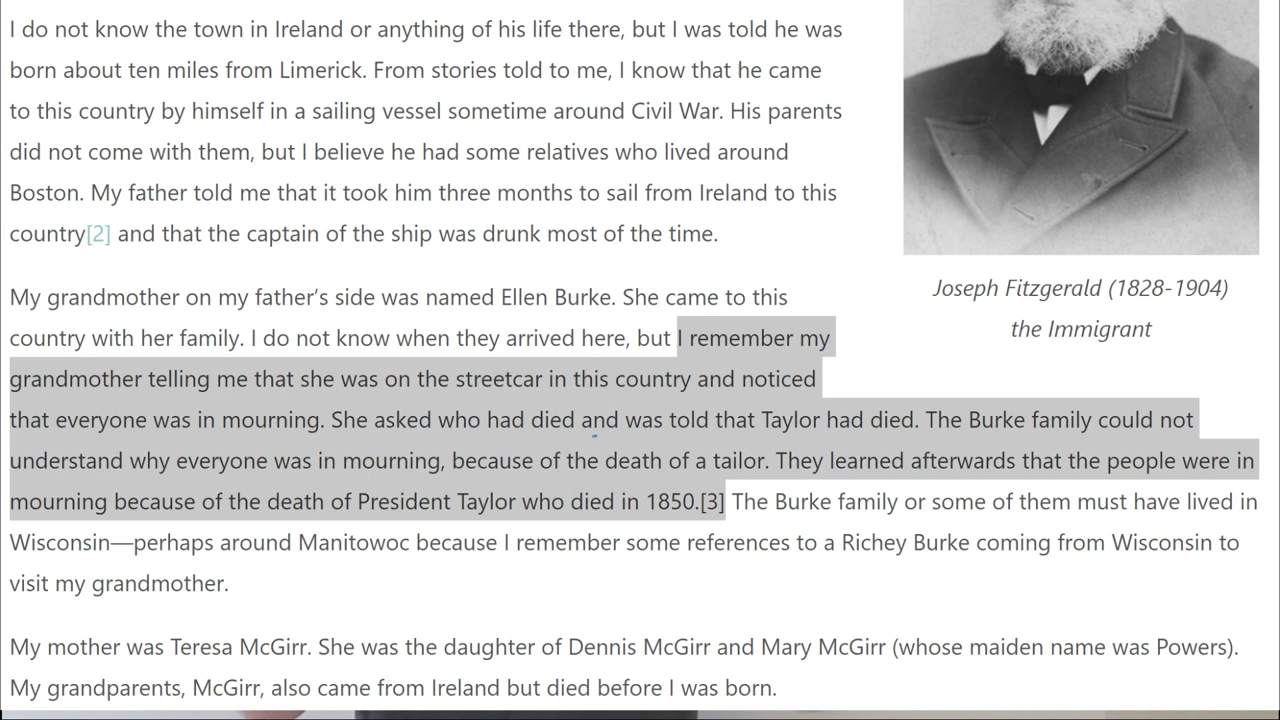 I do not know the town in Ireland or anything of his life there, but I was told he was
born about ten miles from Limerick. From stories told to me, I know that he came
to this country by himself in a sailing vessel sometime around Civil War. His parents
did not come with them, but I believe he had some relatives who lived around
Boston. My father told me that it took him three months to sail from Ireland to this
country[2] and that the captain of the ship was drunk most of the time.
Joseph Fitzgerald (1828-1904)
the Immigrant
My grandmother on my father’s side was named Ellen Burke. She came to this
country with her family. I do not know when they arrived here, but I remember my
grandmother telling me that she was on the streetcar in this country and noticed
that everyone was in mourning. She asked who had died and was told that Taylor had died. The Burke family could not
understand why everyone was in mourning, because of the death of a tailor. They learned afterwards that the people were in
mourning because of the death of President Taylor who died in 1850.[3] The Burke family or some of them must have lived in
Wisconsin—perhaps around Manitowoc because I remember some references to a Richey Burke coming from Wisconsin to
visit my grandmother.
My mother was Teresa McGirr. She was the daughter of Dennis McGirr and Mary McGirr (whose maiden name was Powers).
My grandparents, McGirr, also came from Ireland but died before I was born.